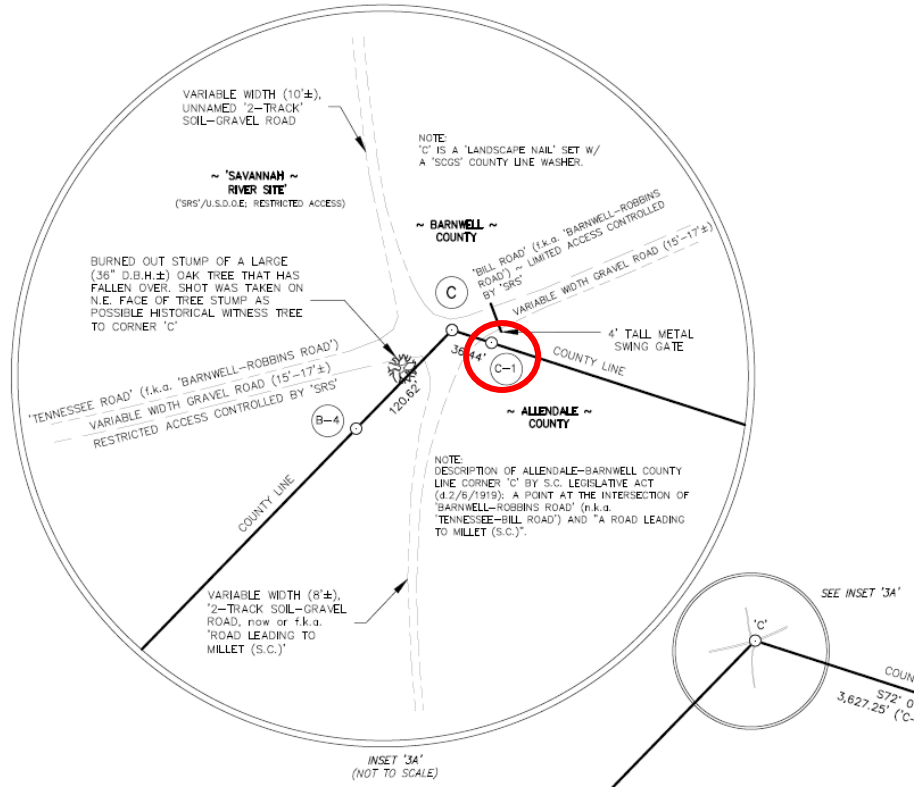 VARIABLE WIDTH (10'±),
UNNAMED '2-TRACK'
SOIL-GRAVEL ROAD
NOTE:
'C' IS A 'LANDSCAPE NAIL' SET W/
A 'SCGS' COUNTY LINE WASHER.
~ 'SAVANNAH ~
RIVER SITE'
('SRS'/U.S.D.O.E; RESTRICTED ACCESS)
~ BARNWELL ~
COUNTY
'BILL ROAD' (f.k.a. 'BARNWELL-ROBBINS
ROAD') ~ LIMITED ACCESS CONTROLLED
BY 'SRS'
VARIABLE WIDTH GRAVEL ROAD (15'-17'±)
BURNED OUT STUMP OF A LARGE
(36" D.B.H.±) OAK TREE THAT HAS
FALLEN OVER. SHOT WAS TAKEN ON
N.E. FACE OF TREE STUMP AS
POSSIBLE HISTORICAL WITNESS TREE
TO CORNER 'C'
C
4' TALL METAL
SWING GATE
36.44'
C-1
COUNTY LINE
'TENNESSEE ROAD' (f.k.a. 'BARNWELL-ROBBINS ROAD')
VARIABLE WIDTH GRAVEL ROAD (15'-17'±)
RESTRICTED ACCESS CONTROLLED BY 'SRS'
120.62'
B-4
~ ALLENDALE ~
COUNTY
COUNTY LINE
NOTE:
DESCRIPTION OF ALLENDALE-BARNWELL COUNTY
LINE CORNER 'C' BY S.C. LEGISLATIVE ACT
(d.2/6/1919): A POINT AT THE INTERSECTION OF
'BARNWELL-ROBBINS ROAD' (n.k.a.
'TENNESSEE-BILL ROAD') AND "A ROAD LEADING
TO MILLET (S.C.)".
VARIABLE WIDTH (8'±),
'2-TRACK SOIL-GRAVEL
ROAD, now or f.k.a.
'ROAD LEADING TO
MILLET (S.C.)'
SEE INSET '3A'
'C'
COUN
S72° 0
3,627.25' ('C-
INSET '3A'
(NOT TO SCALE)